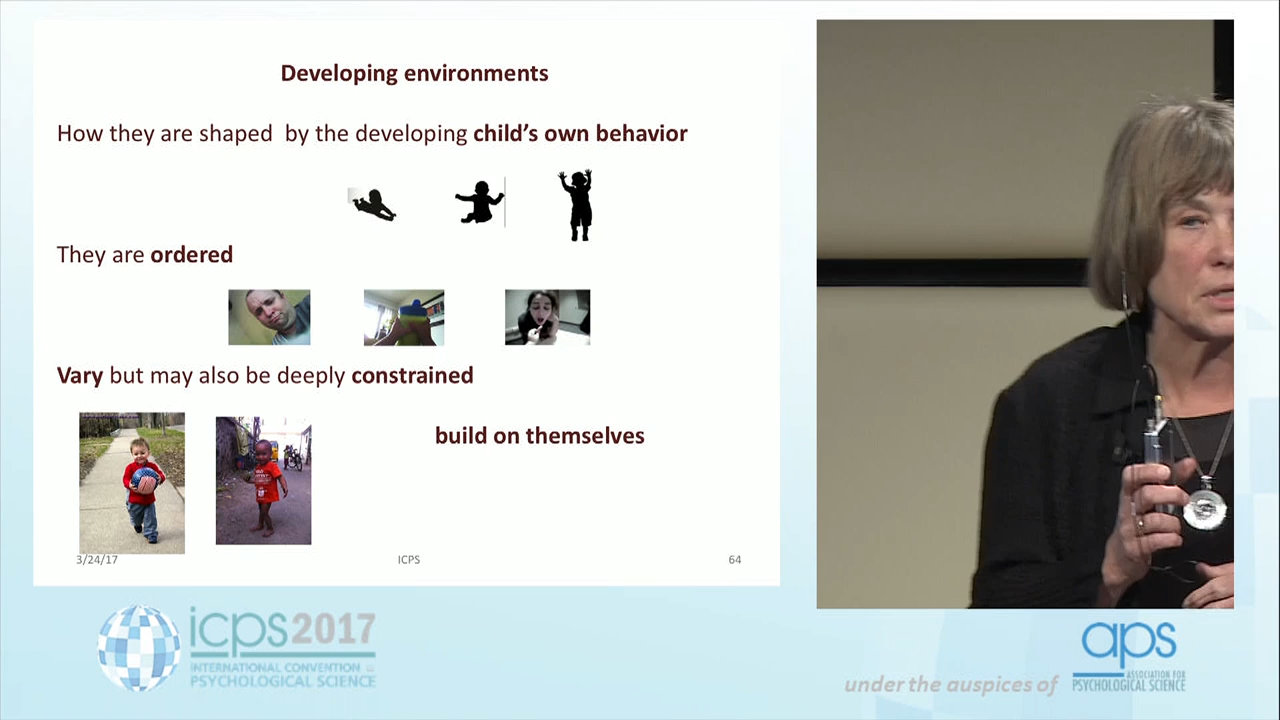 Developing environments
How they are shaped by the developing child's own behavior
They are ordered
Vary but may also be deeply constrained
build on themselves
3/24/17
ICPS
64
icps2017
INTERNATIONAL CONVENTION of
PSYCHOLOGICAL SCIENCE
under the auspices of
aps
ASSOCIATION FOR
PSYCHOLOGICAL SCIENCE